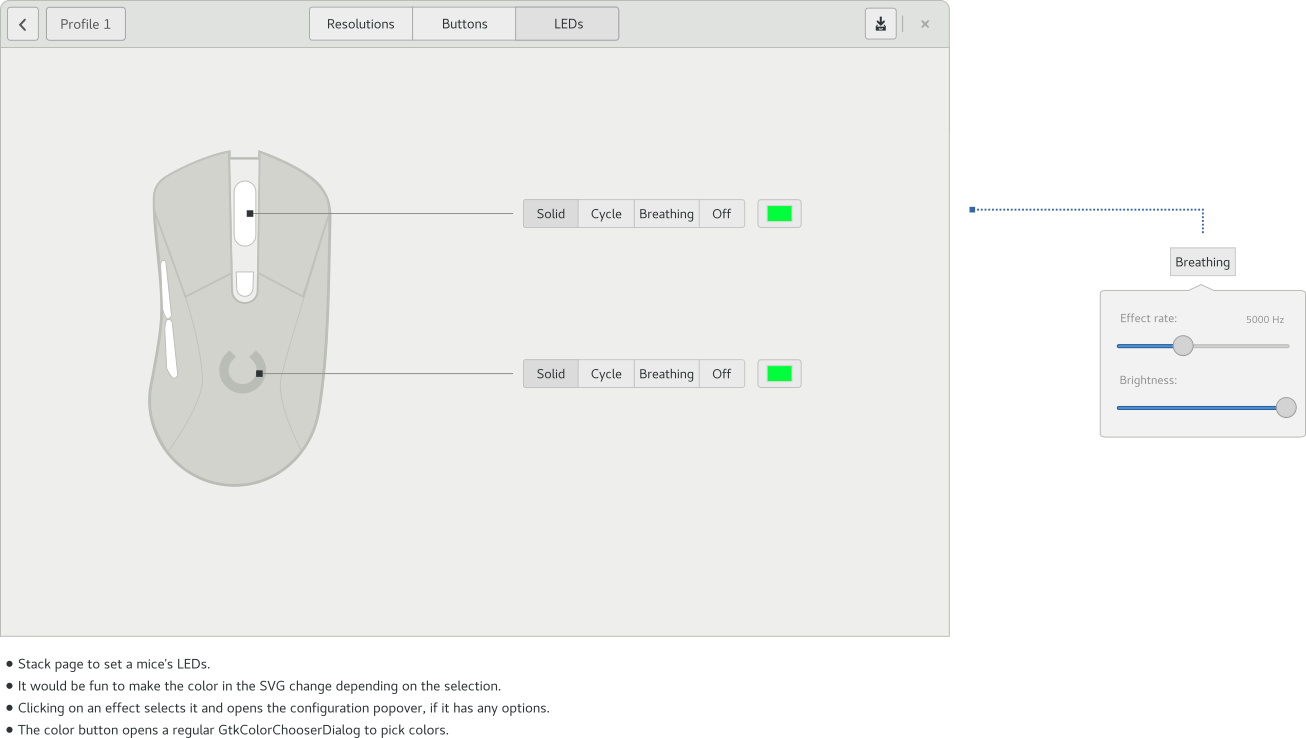 Profile 1
Resolutions
Buttons
LEDs
Solid
Cycle
Breathing
Off
Solid
Cycle
Breathing
Off
Breathing
Effect rate:
5000 Hz
Brightness:
• Stack page to set a mice's LEDs.
• It would be fun to make the color in the SVG change depending on the selection.
• Clicking on an effect selects it and opens the configuration popover, if it has any options.
• The color button opens a regular GtkColorChooserDialog to pick colors.